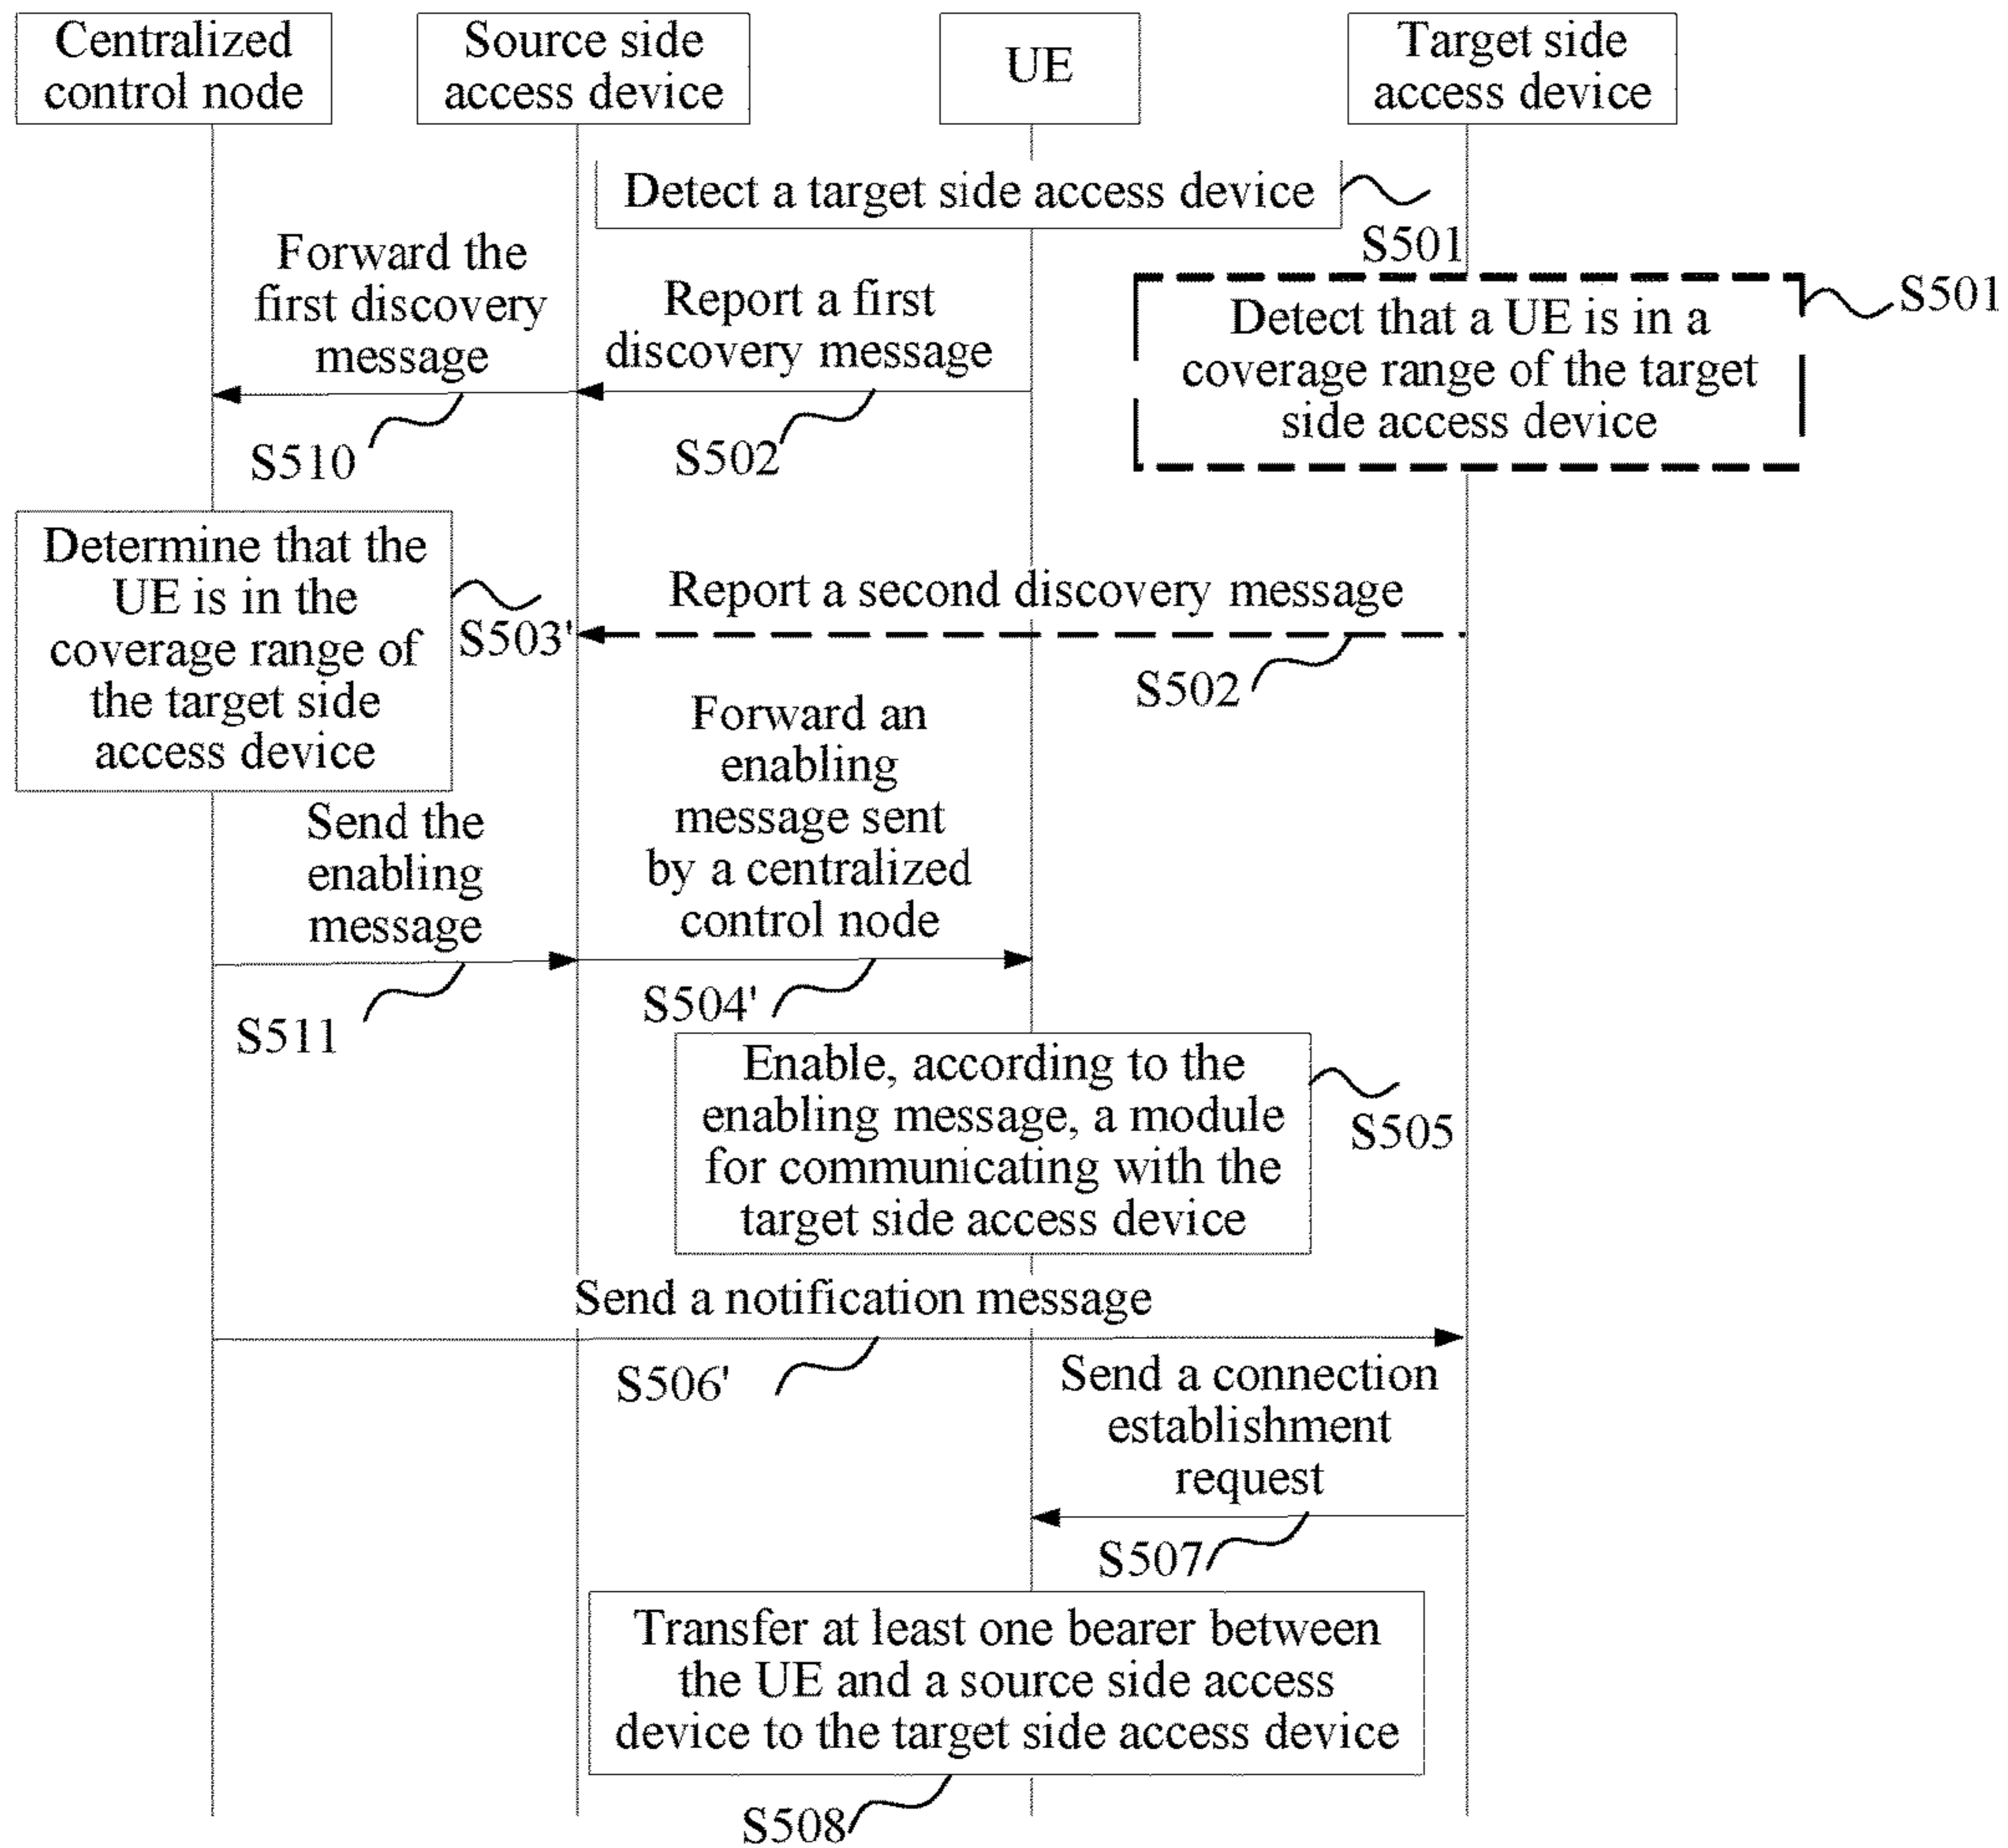 Centralized
control node
Source side
access device
UE
Target side
access device
Detect a target side access device
S501
Forward the
first discovery
message
S510
Report a first
discovery message
S502
Detect that a UE is in a
coverage range of the target
side access device
S501
Determine that the
UE is in the
coverage range of
the target side
access device
S503'
Report a second discovery message
S502
Send the
enabling
message
S511
Forward an
enabling
message sent
by a centralized
control node
S504'
Enable, according to the
enabling message, a module
for communicating with the
target side access device
S505
Send a notification message
S506'
Send a connection
establishment
request
S507
Transfer at least one bearer between
the UE and a source side access
device to the target side access device
S508